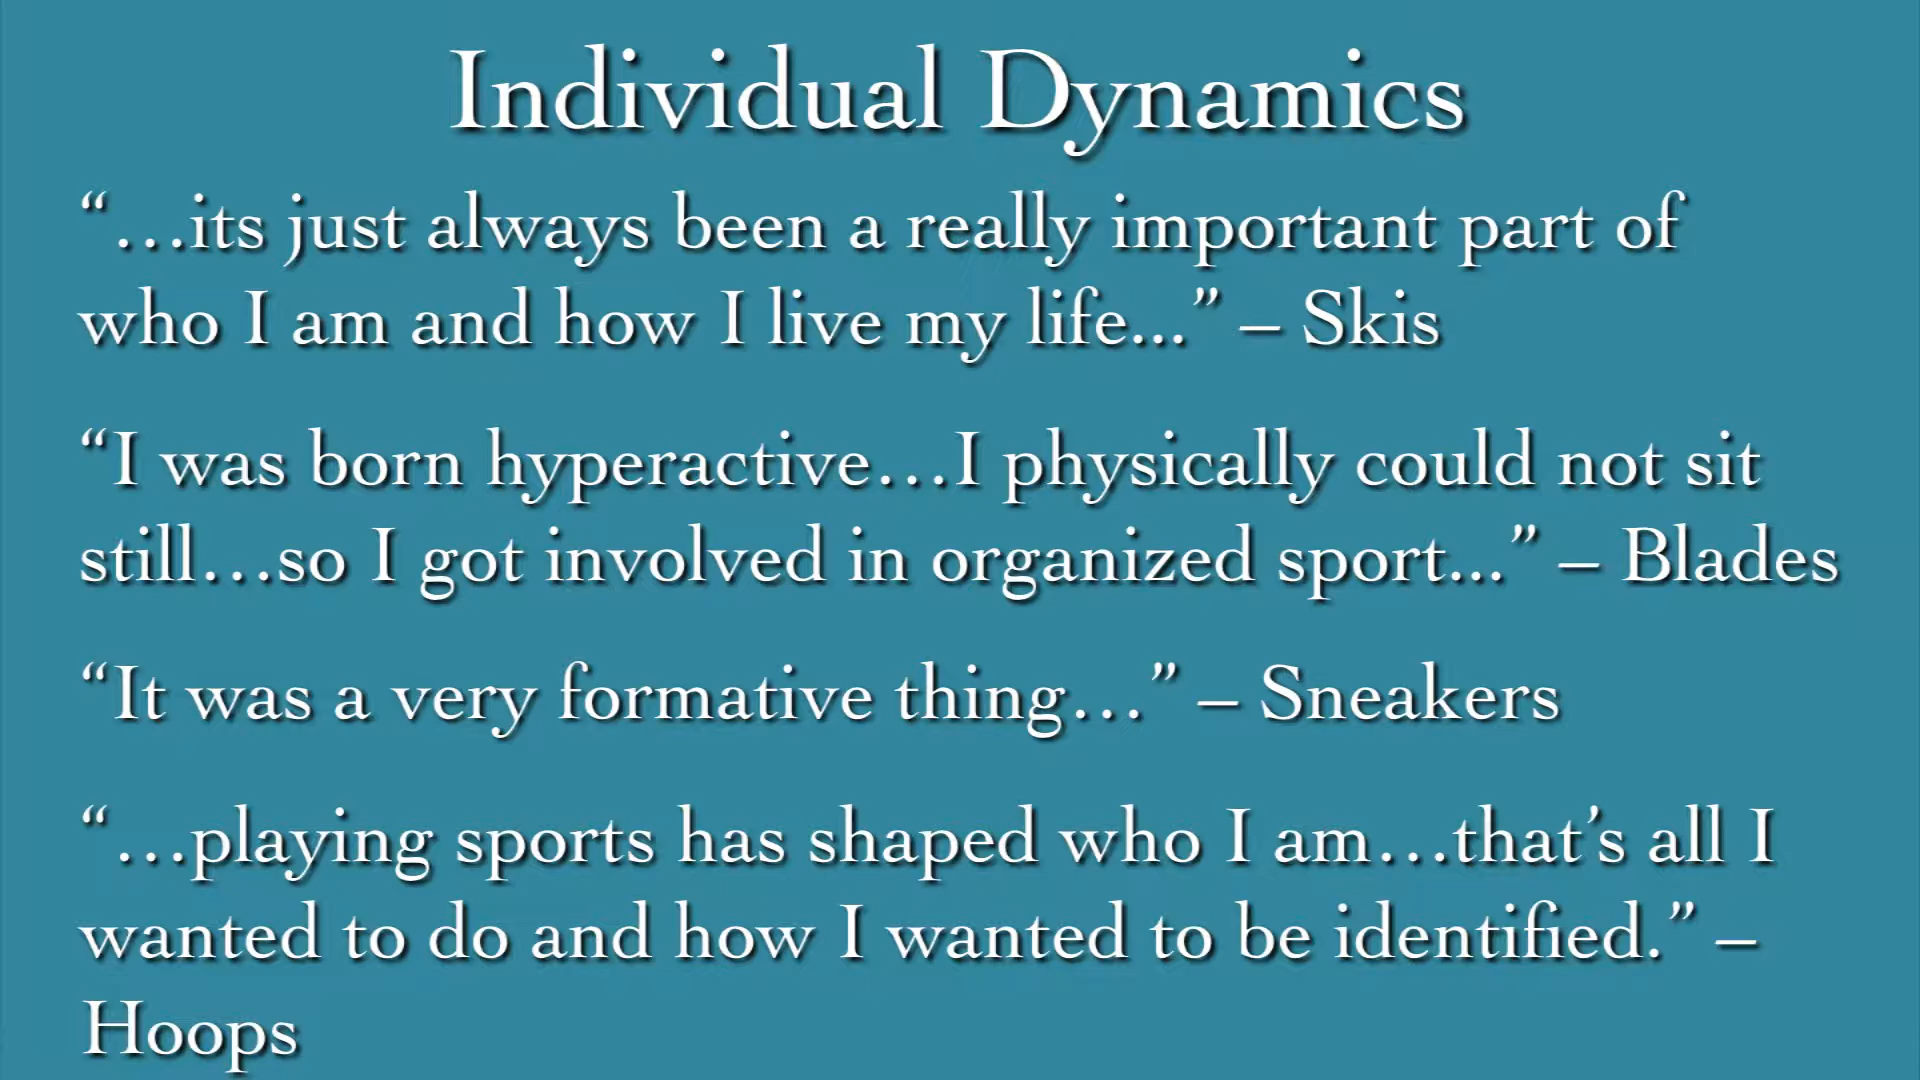 Individual Dynamics
“…its just always been a really important part of
who I am and how I live my life...” – Skis
“I was born hyperactive…I physically could not sit
still…so I got involved in organized sport...” – Blades
“It was a very formative thing…” – Sneakers
“…playing sports has shaped who I am…that’s all I
wanted to do and how I wanted to be identified.” –
Hoops